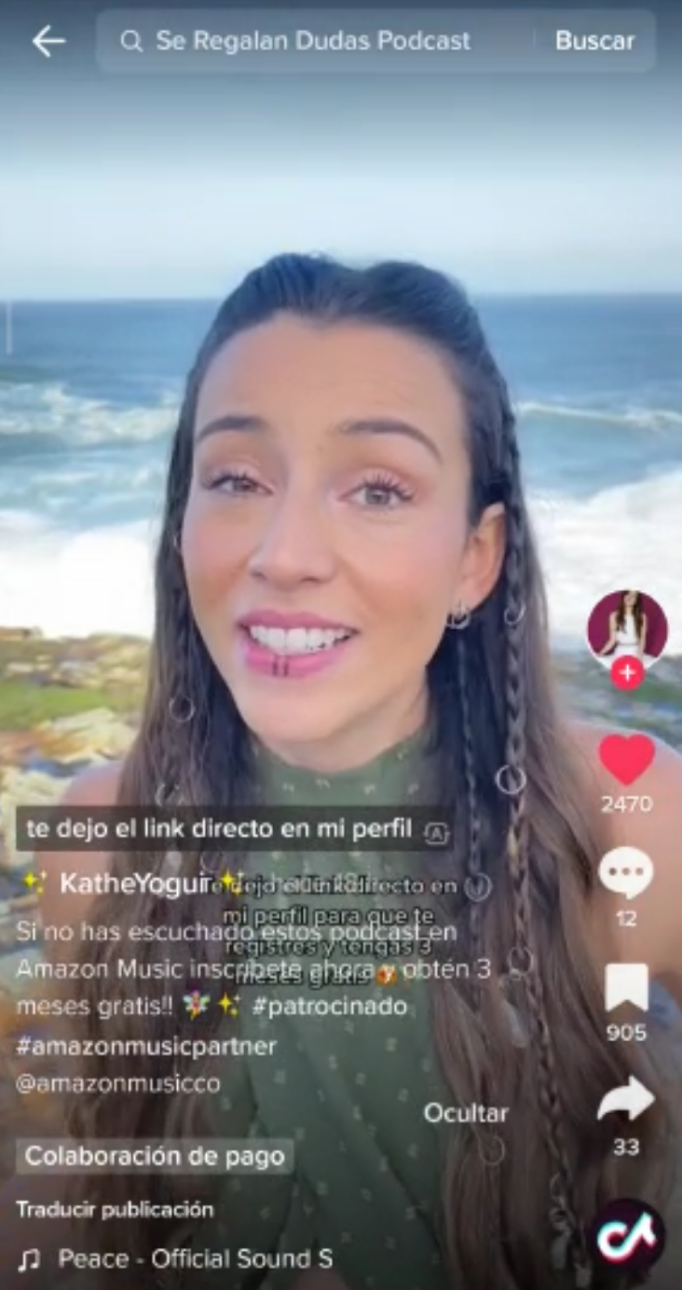 Se Regalan Dudas Podcast
Buscar
te dejo el link directo en mi perfil
KatheYogui
te dejo el link directo en
mi perfil para que te
registres y tengas 3
meses gratis
Si no has escuchado estos podcast en
Amazon Music inscríbete ahora y obtén 3
meses gratis!! 🧚✨ #patrocinado
#amazonmusicpartner
@amazonmusicco
Ocultar
Colaboración de pago
Traducir publicación
Peace - Official Sound S
2470
12
905
33